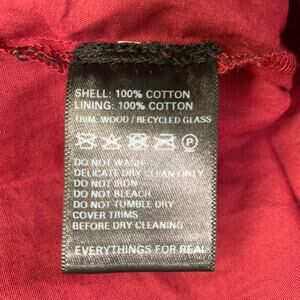 SHELL: 100% COTTON
LINING: 100% COTTON
TRIM: WOOD / RECYCLED GLASS
P
DO NOT WASH
DELICATE DRY CLEAN ONLY
DO NOT IRON
DO NOT BLEACH
DO NOT TUMBLE DRY
COVER TRIMS
BEFORE DRY CLEANING
EVERYTHINGS FOR REAL